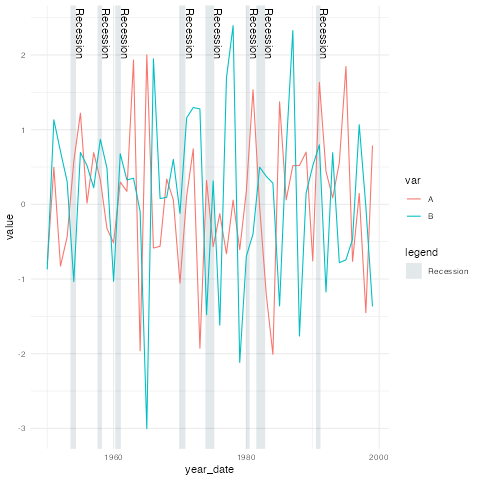 Recession
Recession
Recession
Recession
Recession
Recession
Recession
Recession
2
1
0
-1
-2
-3
value
1960
1980
2000
year_date
var
A
B
legend
Recession